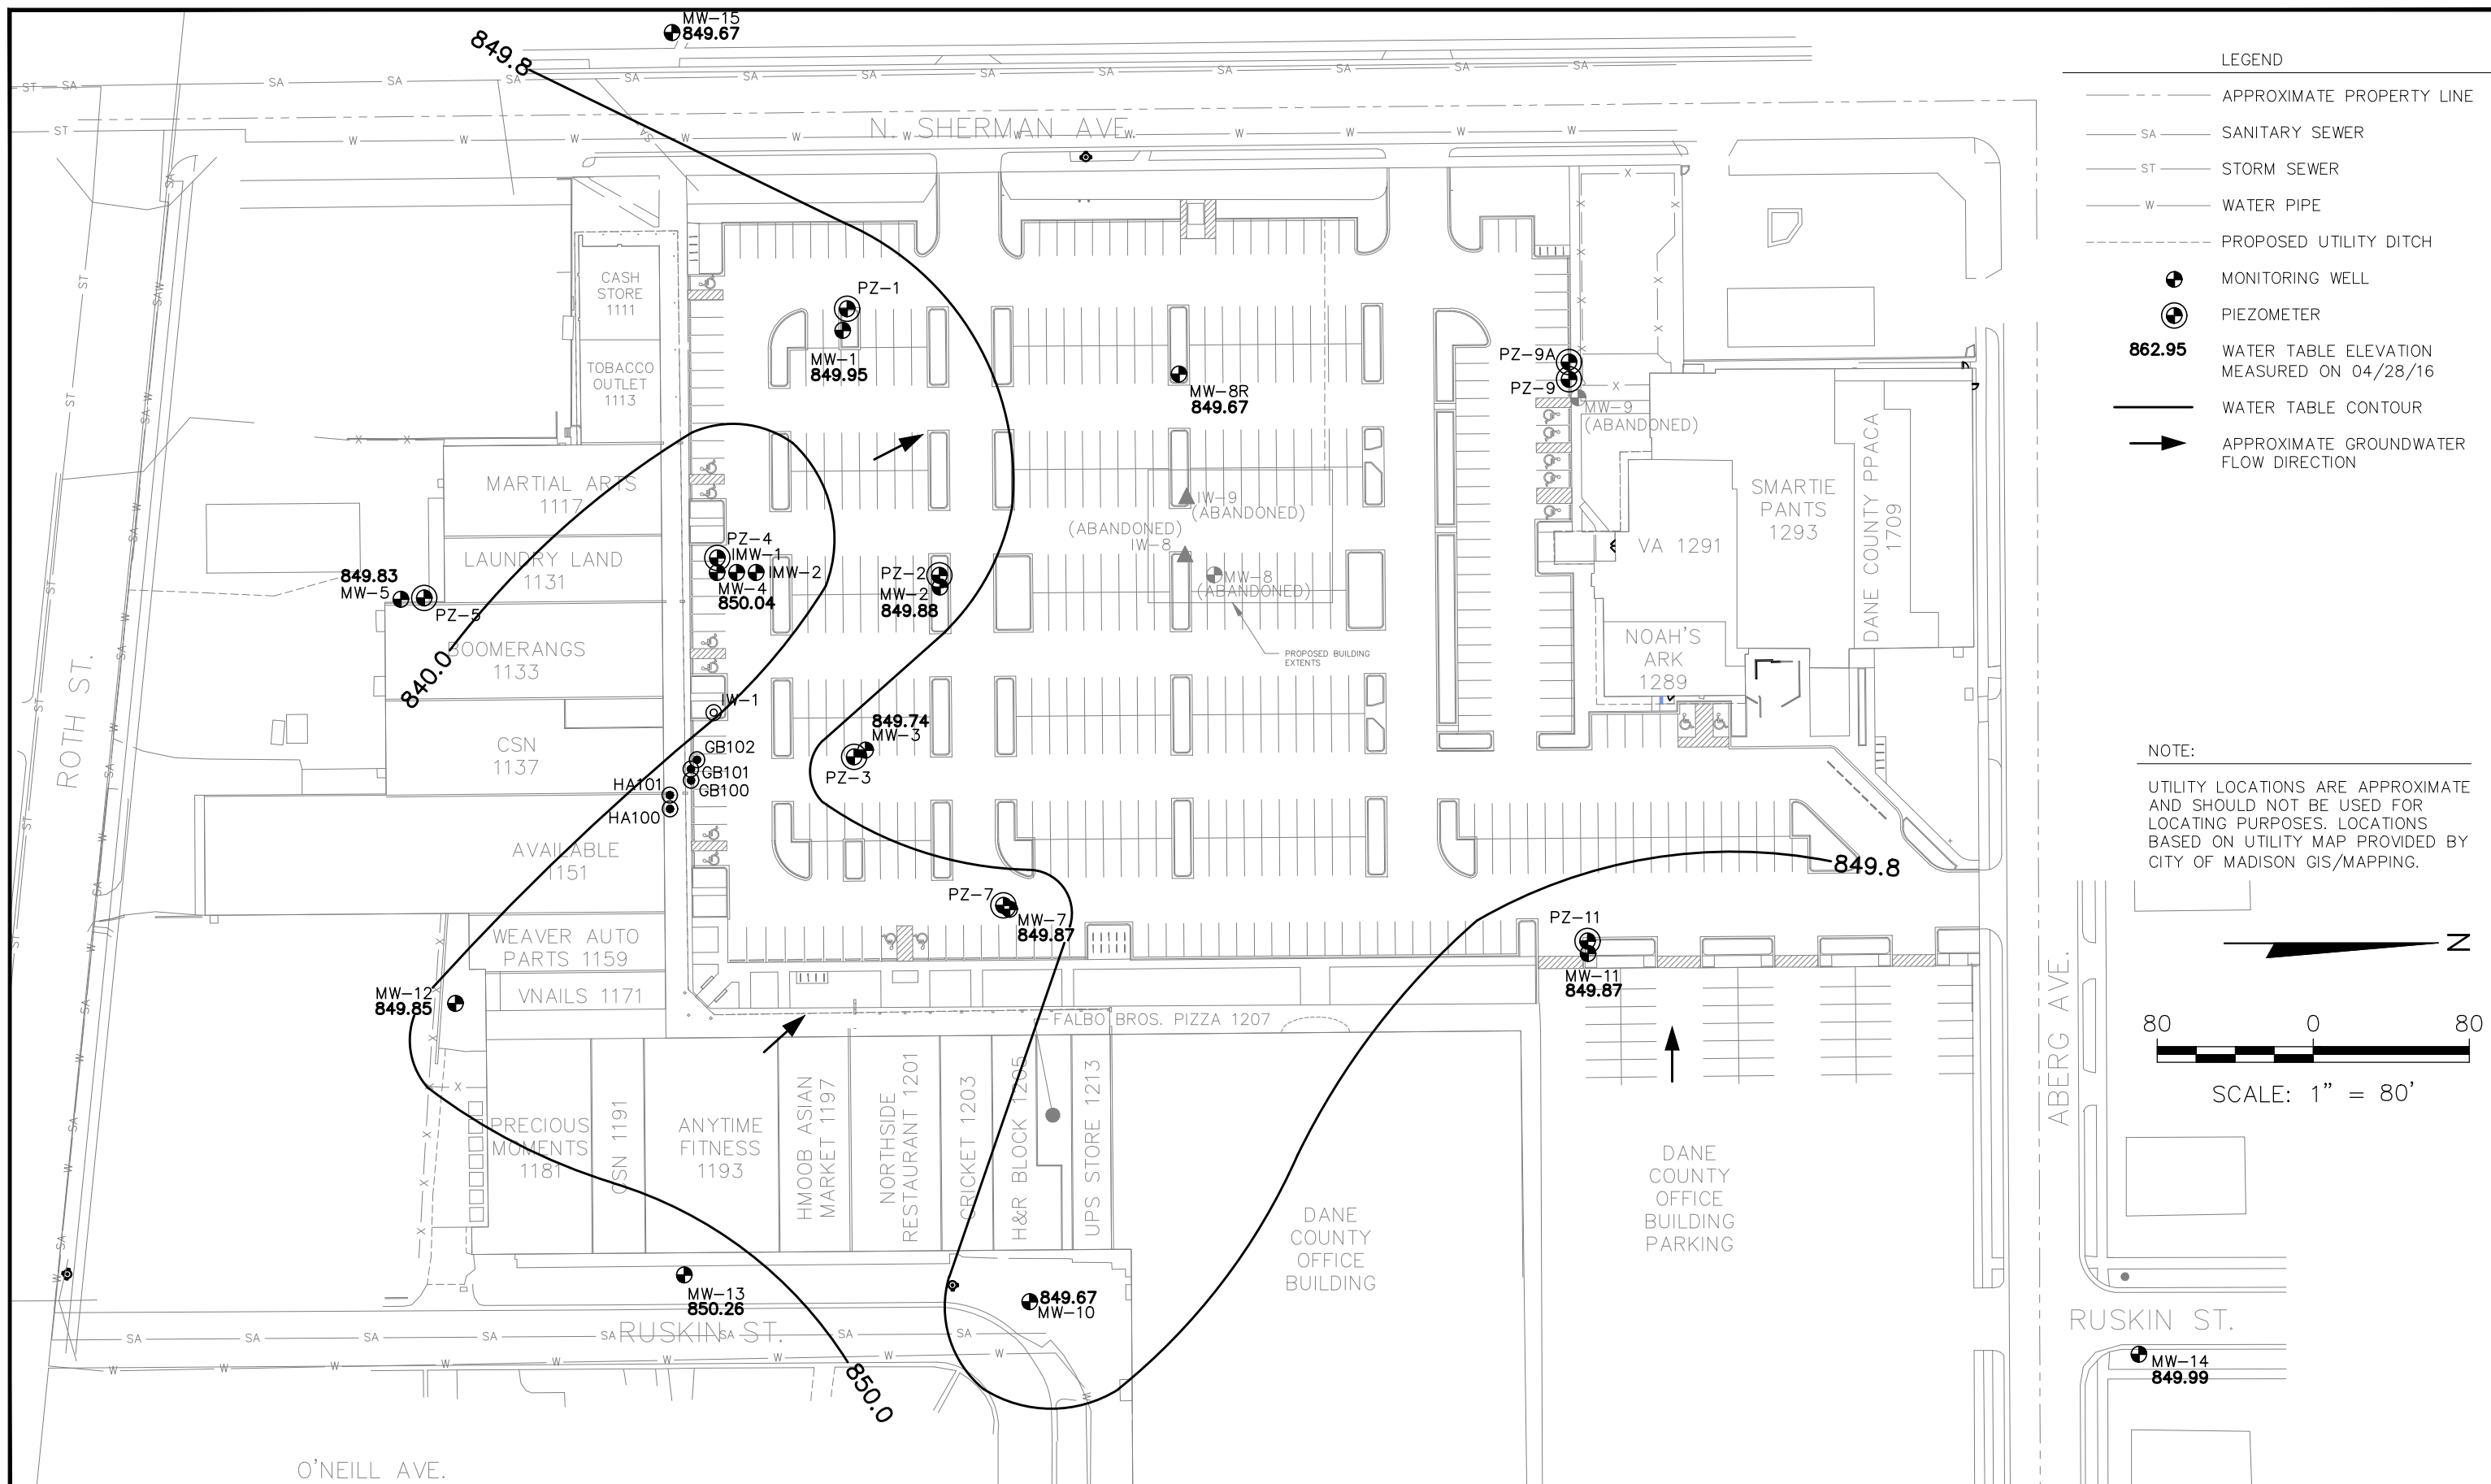 MW-15
849.67
849.8
SA
ST
W
N. SHERMAN AVE.
CASH
STORE
1111
TOBACCO
OUTLET
1113
MARTIAL ARTS
1117
LAUNDRY LAND
1131
BOOMERANGS
1133
CSN
1137
AVAILABLE
1151
WEAVER AUTO
PARTS 1159
VNAILS 1171
PRECIOUS
MOMENTS
1181
CSN 1191
ANYTIME
FITNESS
1193
HMOOB ASIAN
MARKET 1197
NORTHSIDE
RESTAURANT 1201
CRICKET 1203
H&R BLOCK 1205
UPS STORE 1213
FALBO BROS. PIZZA 1207
PZ-1
MW-1
849.95
MW-8R
849.67
PZ-9A
PZ-9
MW-9
(ABANDONED)
PZ-4
IMW-1
IMW-2
MW-4
850.04
PZ-2
MW-2
849.88
849.83
MW-5
PZ-5
840.0
IW-9
(ABANDONED)
(ABANDONED)
IW-8
MW-8
(ABANDONED)
PROPOSED BUILDING
EXTENTS
IW-1
849.74
MW-3
PZ-3
GB102
GB101
GB100
HA101
HA100
PZ-7
MW-7
849.87
849.8
PZ-11
MW-11
849.87
MW-12
849.85
MW-13
850.26
849.67
MW-10
850.0
MW-14
849.99
VA 1291
SMARTIE
PANTS
1293
DANE COUNTY PPACA
1709
NOAH'S
ARK
1289
DANE
COUNTY
OFFICE
BUILDING
DANE
COUNTY
OFFICE
BUILDING
PARKING
ROTH ST.
ABERG AVE.
RUSKIN ST.
RUSKIN ST.
O'NEILL AVE.
LEGEND
APPROXIMATE PROPERTY LINE
SA SANITARY SEWER
ST STORM SEWER
W WATER PIPE
PROPOSED UTILITY DITCH
MONITORING WELL
PIEZOMETER
862.95 WATER TABLE ELEVATION
MEASURED ON 04/28/16
WATER TABLE CONTOUR
APPROXIMATE GROUNDWATER
FLOW DIRECTION
NOTE:
UTILITY LOCATIONS ARE APPROXIMATE
AND SHOULD NOT BE USED FOR
LOCATING PURPOSES. LOCATIONS
BASED ON UTILITY MAP PROVIDED BY
CITY OF MADISON GIS/MAPPING.
N
80 0 80
SCALE: 1" = 80'